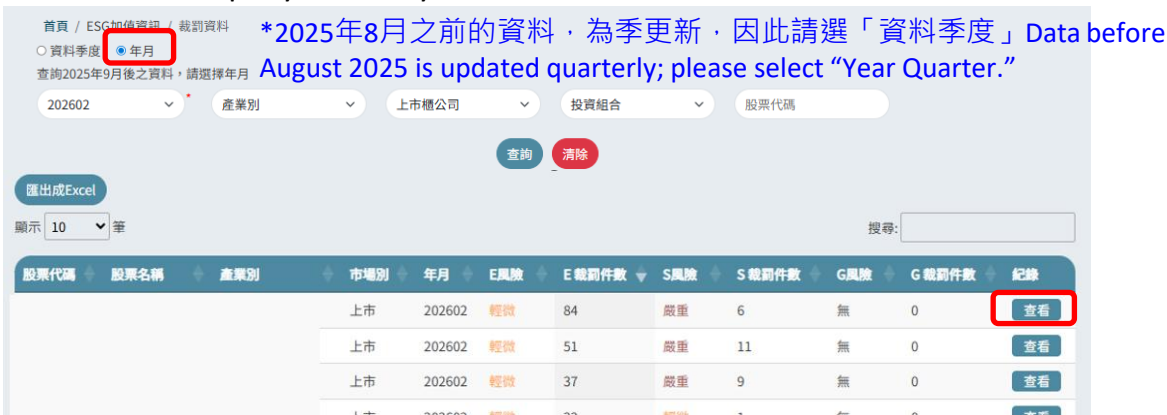 首頁 / ESG加值資訊 / 裁罰資料
*2025年8月之前的資料，為季更新，因此請選「資料季度」Data before
資料季度 年月
查詢2025年9月後之資料，請選擇年月
August 2025 is updated quarterly; please select “Year Quarter.”
202602 * 產業別 上市櫃公司 投資組合 股票代碼
查詢 清除
匯出成Excel
顯示 10 筆 搜尋:
股票代碼 股票名稱 產業別 市場別 年月 E風險 E 裁罰件數 S風險 S 裁罰件數 G風險 G 裁罰件數 紀錄
上市 202602 輕微 84 嚴重 6 無 0 查看
上市 202602 輕微 51 嚴重 11 無 0 查看
上市 202602 輕微 37 嚴重 9 無 0 查看